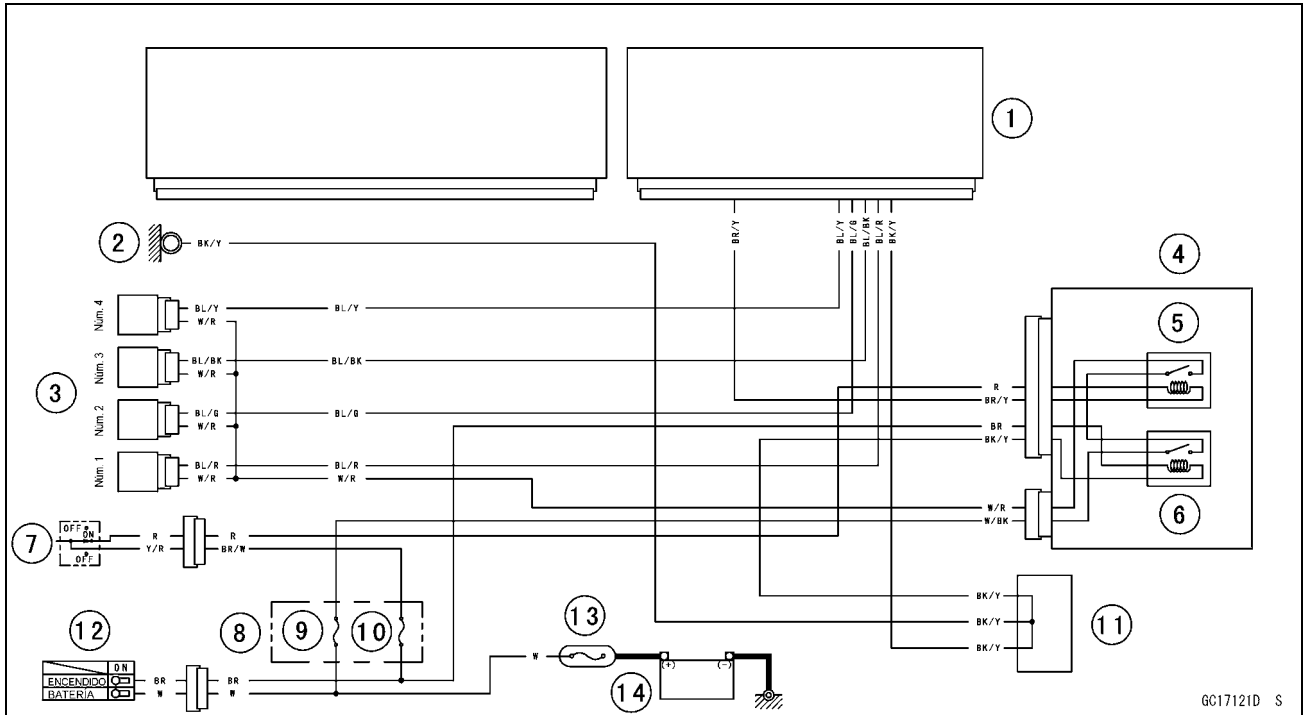 1
BR/Y
BL/Y
BL/G
BL/BK
BL/R
BK/Y
2
BK/Y
4
Núm. 4
BL/Y
BL/Y
W/R
5
3
Núm. 3
BL/BK
BL/BK
W/R
R
BR/Y
Núm. 2
BL/G
BL/G
W/R
BR
BK/Y
Núm. 1
BL/R
BL/R
W/R
W/R
W/R
W/BK
6
7
OFF
ON
OFF
R
R
Y/R
BR/W
BK/Y
BK/Y
BK/Y
11
8
9
10
12
ON
ENCENDIDO
BATERÍA
BR
BR
W
W
13
W
(+)
(-)
14
GC17121D S